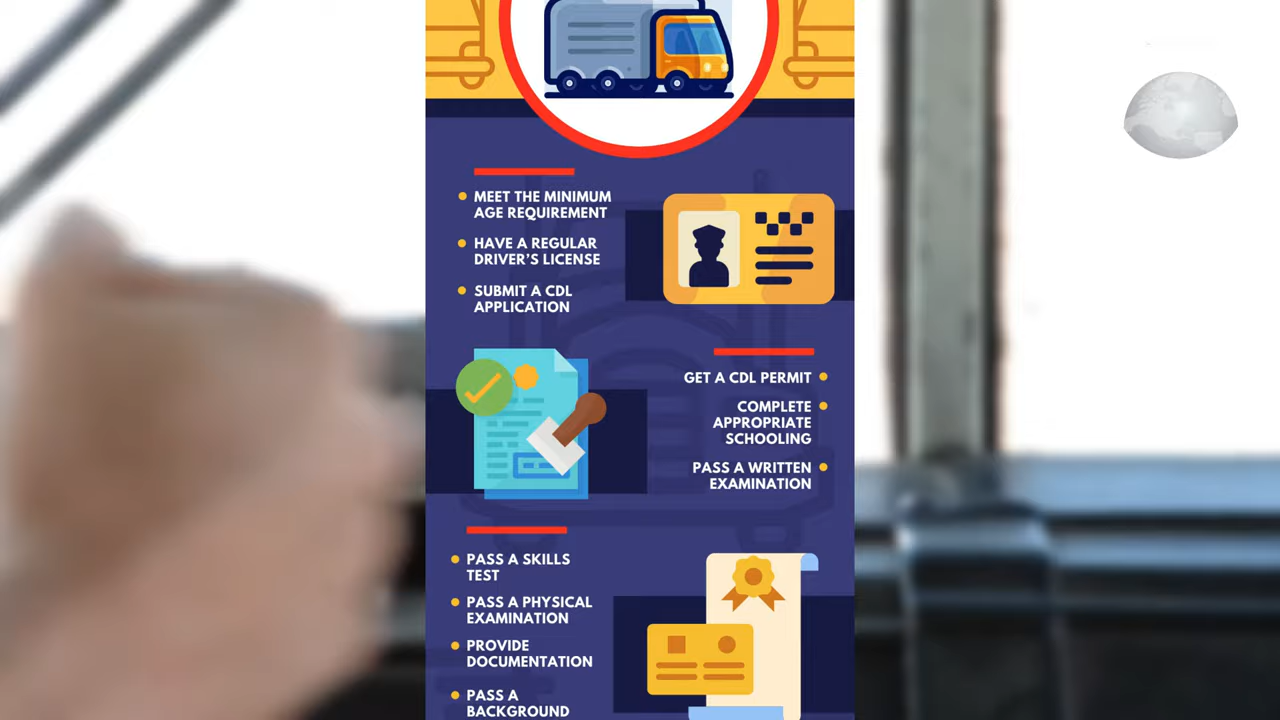 MEET THE MINIMUM
AGE REQUIREMENT
HAVE A REGULAR
DRIVER'S LICENSE
SUBMIT A CDL
APPLICATION
GET A CDL PERMIT
COMPLETE
APPROPRIATE
SCHOOLING
PASS A WRITTEN
EXAMINATION
PASS A SKILLS
TEST
PASS A PHYSICAL
EXAMINATION
PROVIDE
DOCUMENTATION
PASS A
BACKGROUND